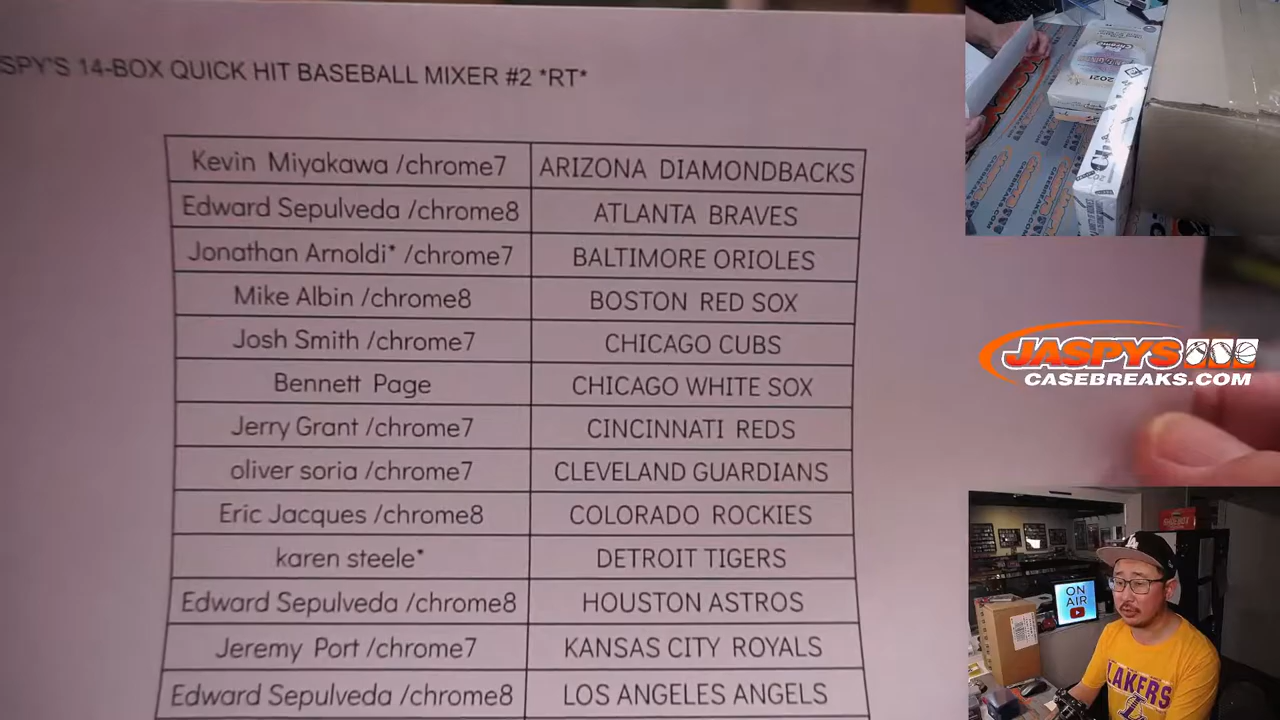 SPY'S 14-BOX QUICK HIT BASEBALL MIXER #2 *RT*
Kevin Miyakawa /chrome7 ARIZONA DIAMONDBACKS
Edward Sepulveda /chrome8 ATLANTA BRAVES
Jonathan Arnoldi* /chrome7 BALTIMORE ORIOLES
Mike Albin /chrome8 BOSTON RED SOX
Josh Smith /chrome7 CHICAGO CUBS
Bennett Page CHICAGO WHITE SOX
Jerry Grant /chrome7 CINCINNATI REDS
oliver soria /chrome7 CLEVELAND GUARDIANS
Eric Jacques /chrome8 COLORADO ROCKIES
karen steele* DETROIT TIGERS
Edward Sepulveda /chrome8 HOUSTON ASTROS
Jeremy Port /chrome7 KANSAS CITY ROYALS
Edward Sepulveda /chrome8 LOS ANGELES ANGELS
2021
JASPYS
CASEBREAKS.COM
ON
AIR
LAKERS